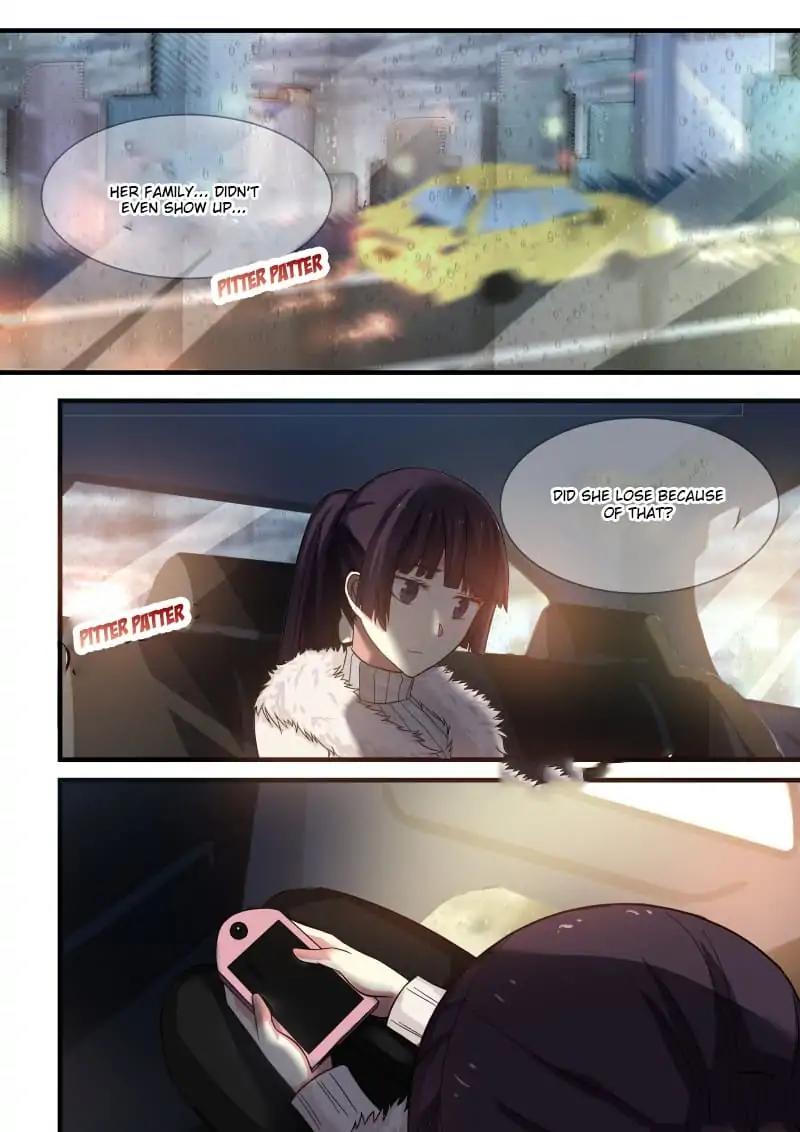 HER FAMILY... DIDN'T
EVEN SHOW UP...
PITTER PATTER
DID SHE LOSE BECAUSE
OF THAT?
PITTER PATTER